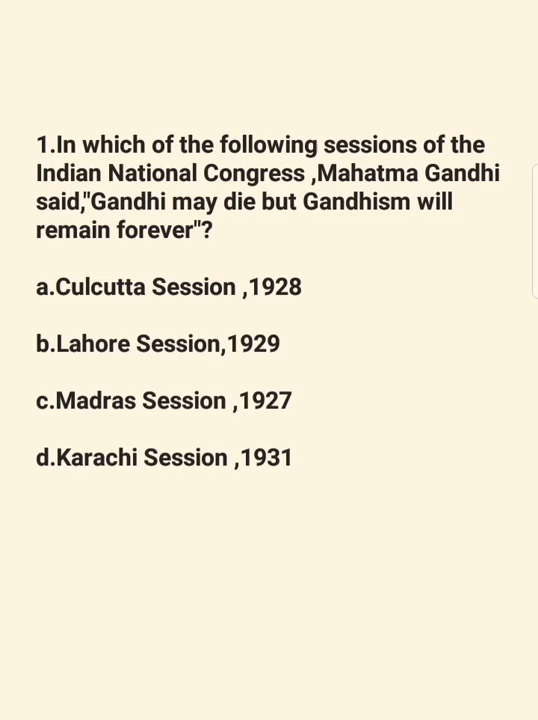 1.In which of the following sessions of the
Indian National Congress ,Mahatma Gandhi
said,"Gandhi may die but Gandhism will
remain forever"?
a.Culcutta Session ,1928
b.Lahore Session,1929
c.Madras Session ,1927
d.Karachi Session ,1931